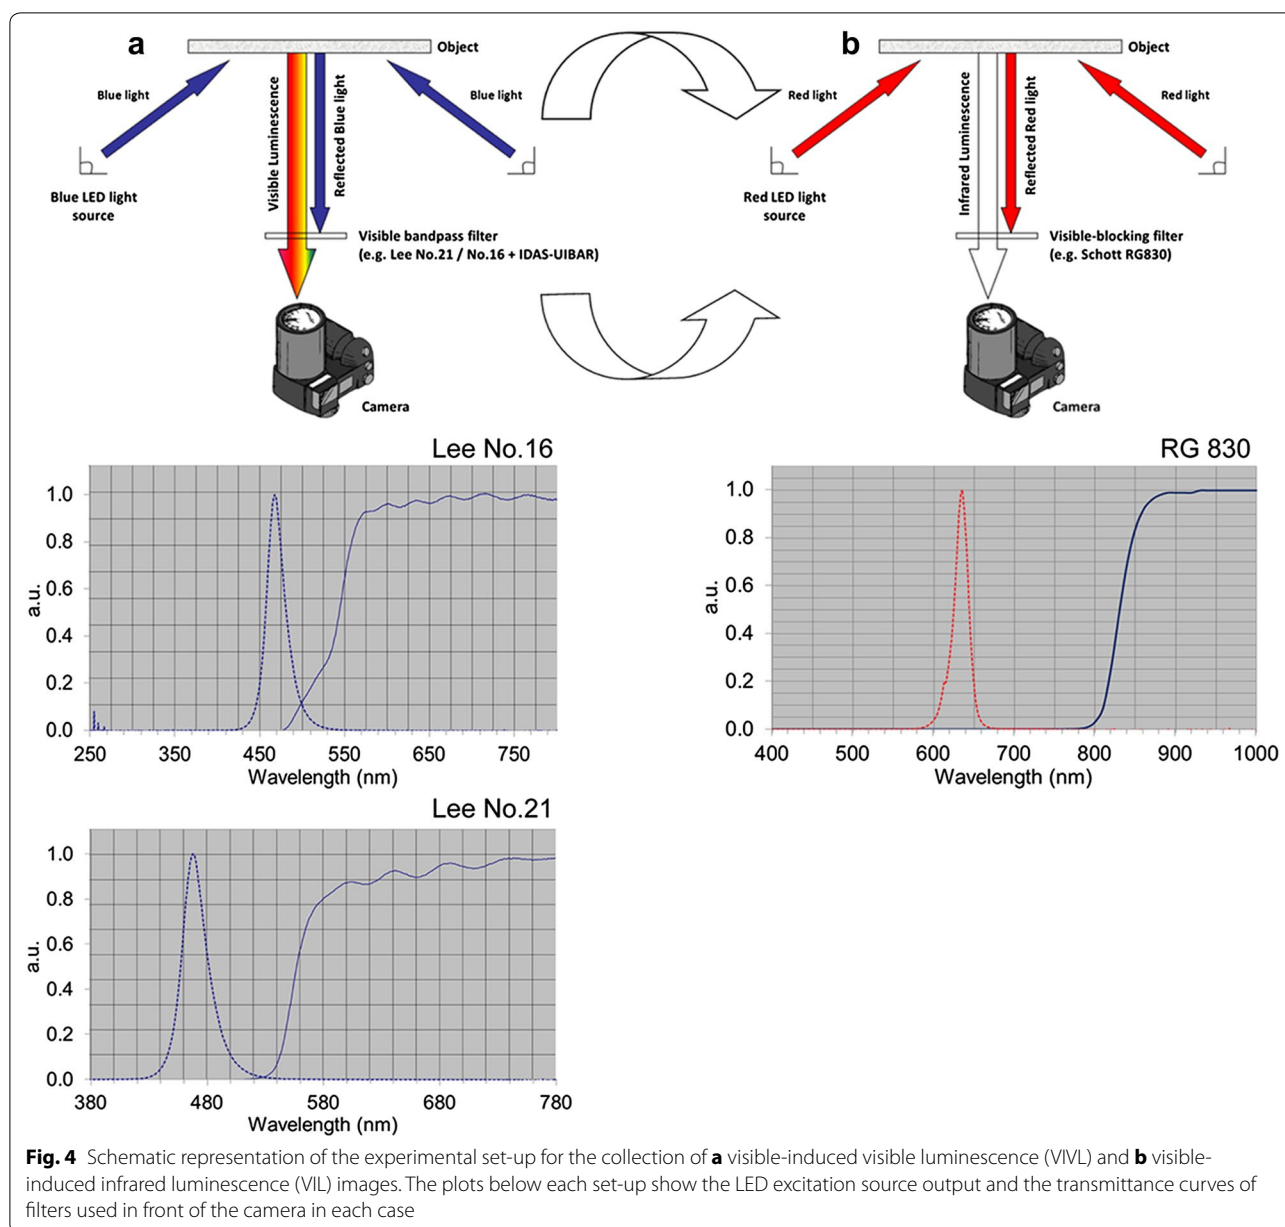 a
Object
Blue light
Blue light
Visible Luminescence
Reflected Blue light
Blue LED light
source
Visible bandpass filter
(e.g. Lee No.21 / No.16 + IDAS-UIBAR)
Camera
b
Object
Red light
Red light
Infrared Luminescence
Reflected Red light
Red LED light
source
Visible-blocking filter
(e.g. Schott RG830)
Camera
Lee No.16
a.u.
1.0
0.8
0.6
0.4
0.2
0.0
250 350 450 550 650 750
Wavelength (nm)
RG 830
a.u.
1.0
0.8
0.6
0.4
0.2
0.0
400 500 600 700 800 900 1000
Wavelength (nm)
Lee No.21
a.u.
1.0
0.8
0.6
0.4
0.2
0.0
380 480 580 680 780
Wavelength (nm)
Fig. 4 Schematic representation of the experimental set-up for the collection of a visible-induced visible luminescence (VIVL) and b visible-
induced infrared luminescence (VIL) images. The plots below each set-up show the LED excitation source output and the transmittance curves of
filters used in front of the camera in each case